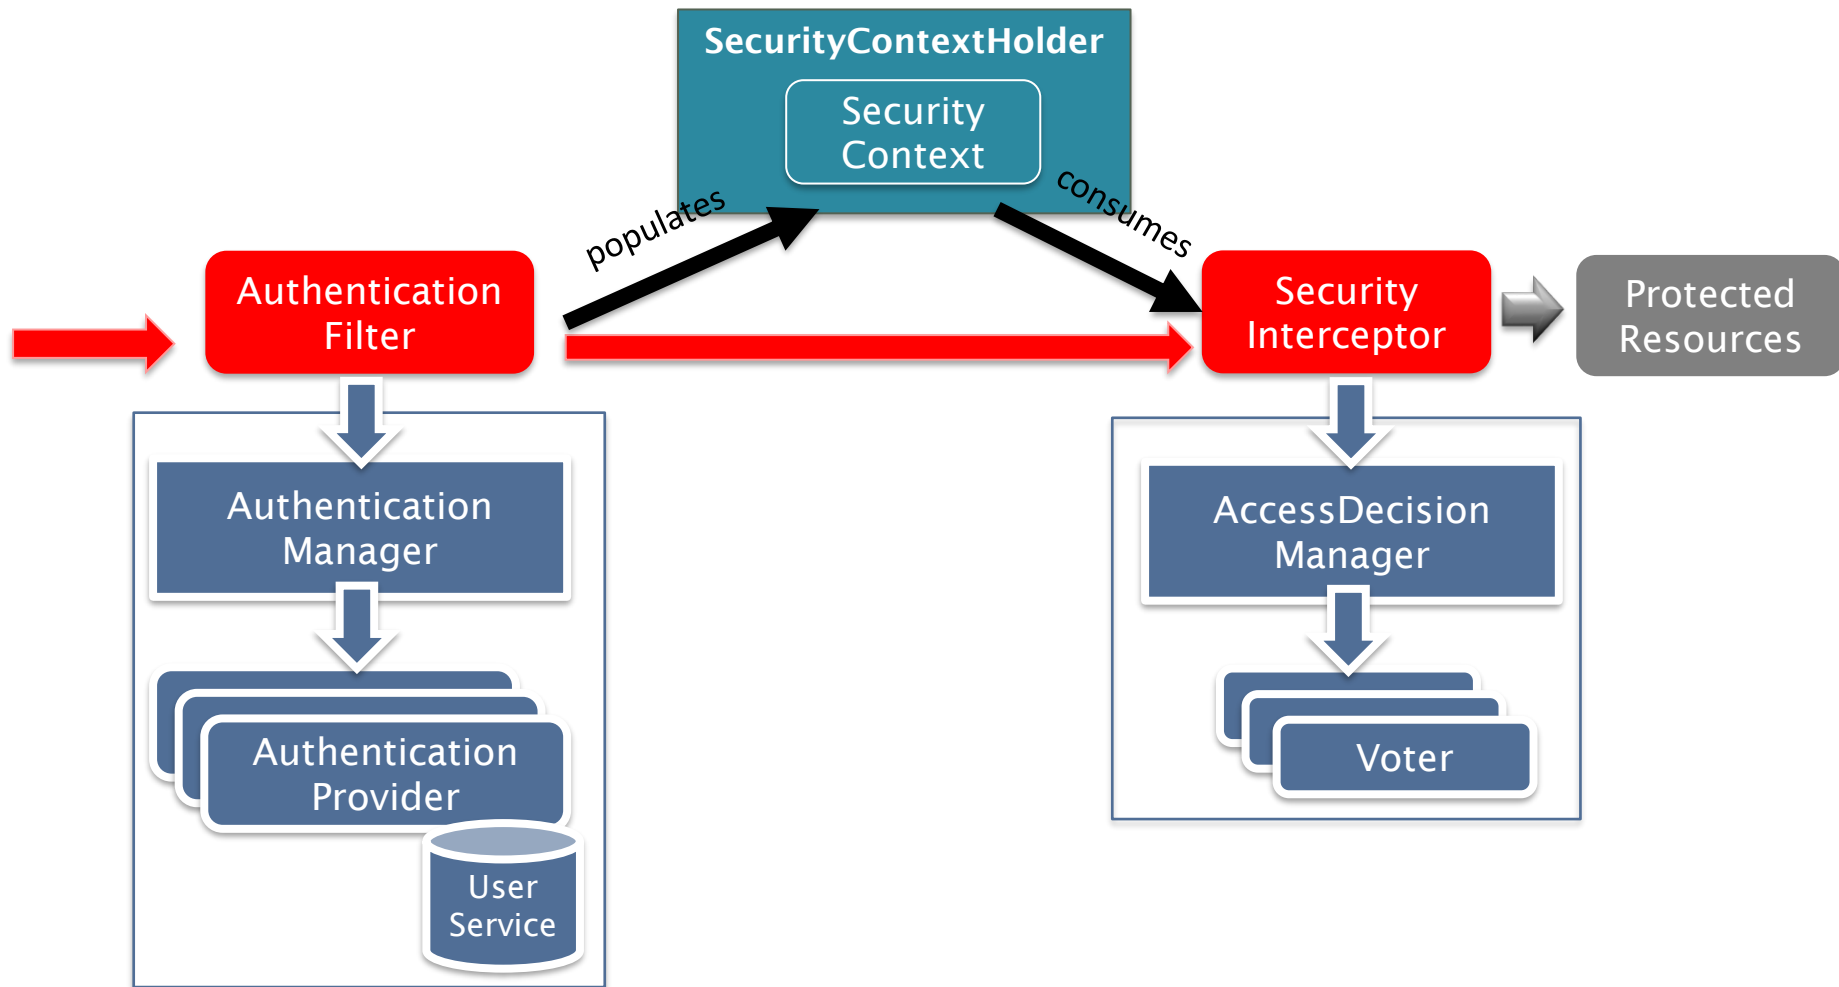 SecurityContextHolder
Security
Context
populates
consumes
Authentication
Filter
Security
Interceptor
Protected
Resources
Authentication
Manager
AccessDecision
Manager
Authentication
Provider
Voter
User
Service